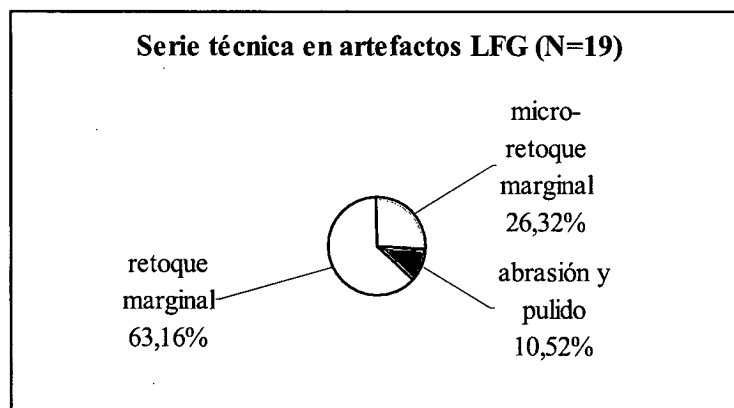 Serie técnica en artefactos LFG (N=19)
micro-
retoque
marginal
26,32%
abrasión y
pulido
10,52%
retoque
marginal
63,16%